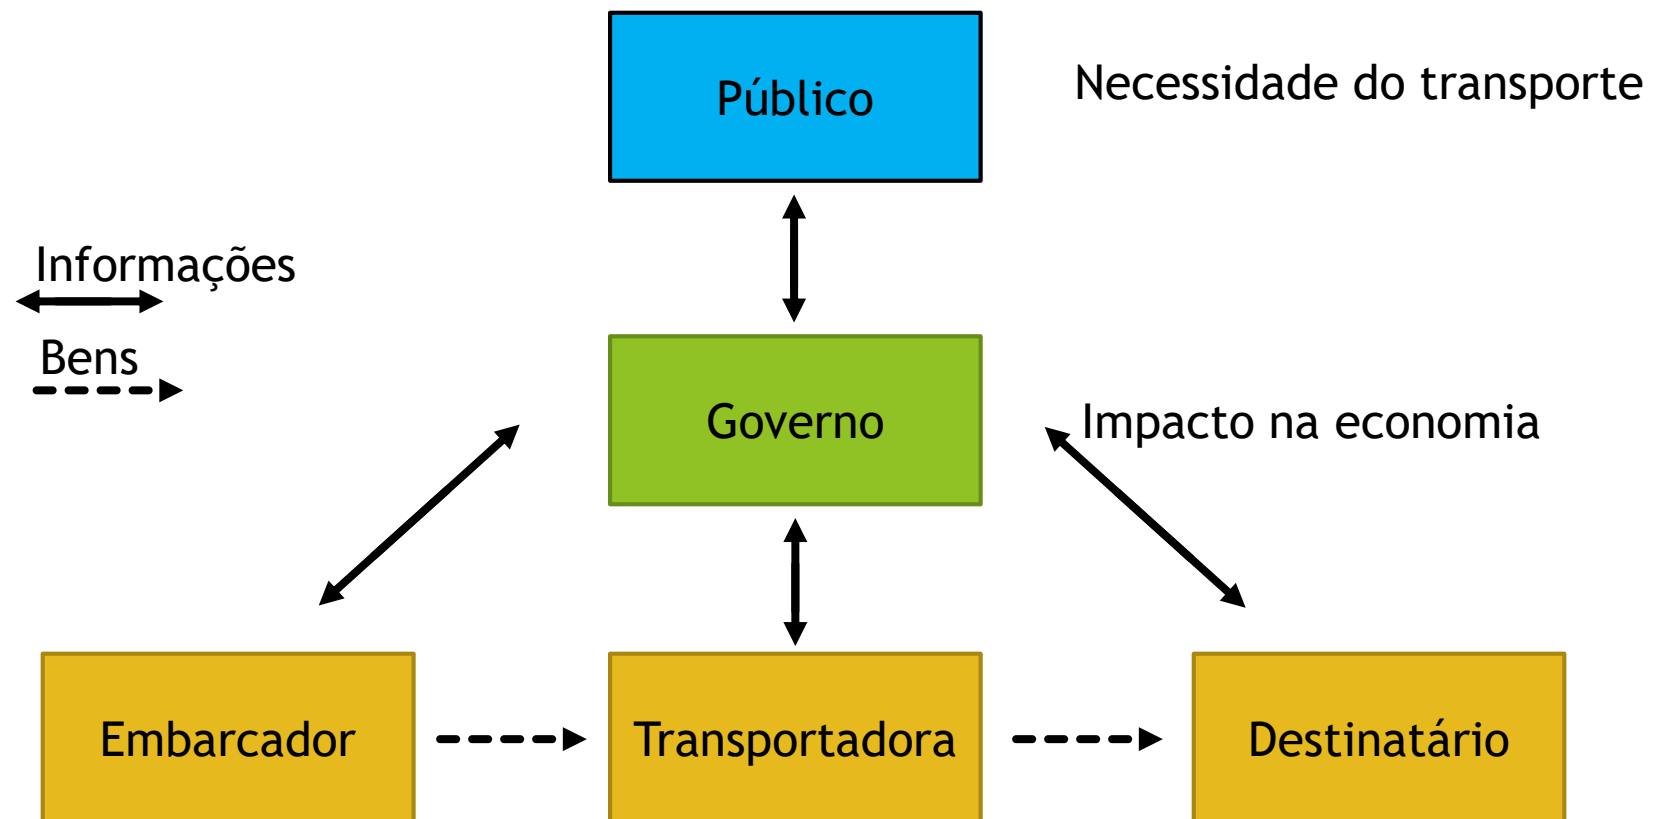 Público
Necessidade do transporte
Informações
Bens
Governo
Impacto na economia
Embarcador
Transportadora
Destinatário